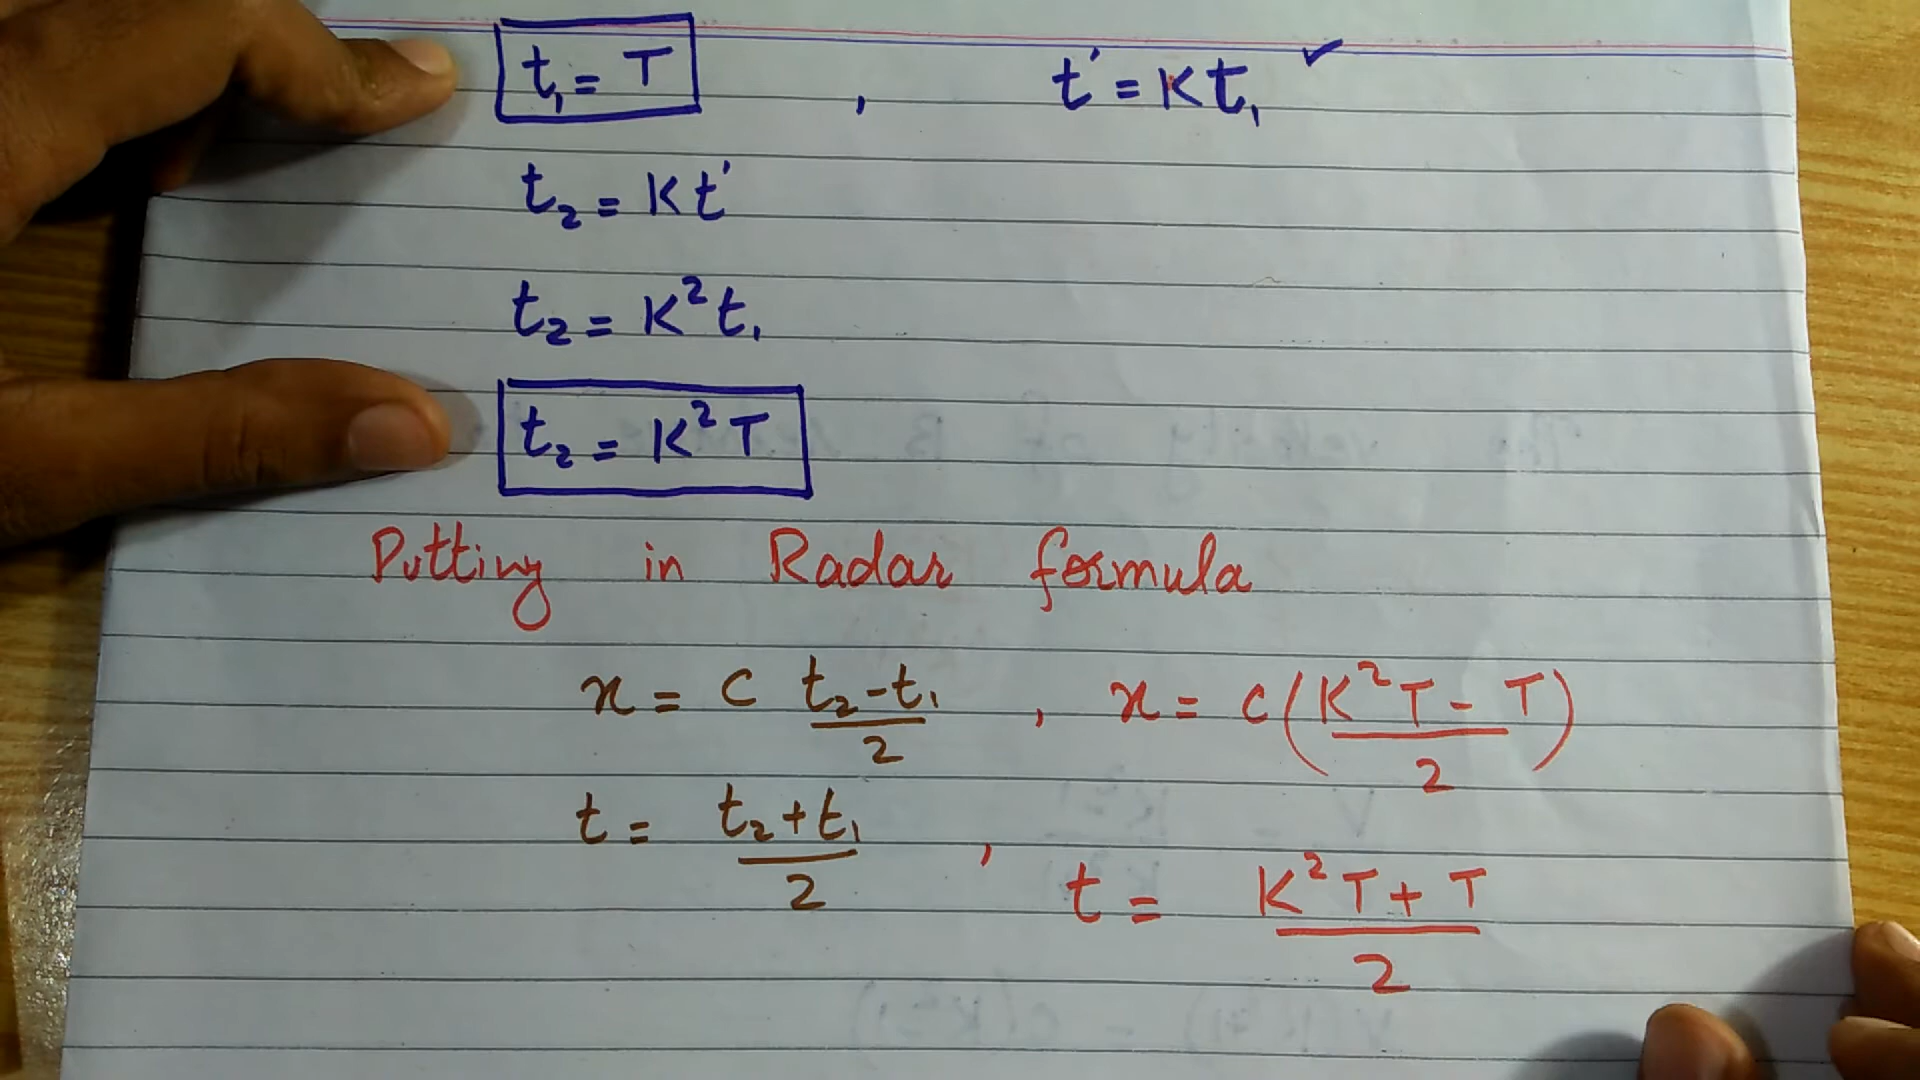 t₁ = T , t' = Kt₁ ✓
t₂ = Kt'
t₂ = K²t₁
t₂ = K²T
Putting in Radar formula
x = c (t₂-t₁)/2 , x = c((K²T - T)/2)
t = (t₂+t₁)/2 , t = (K²T + T)/2